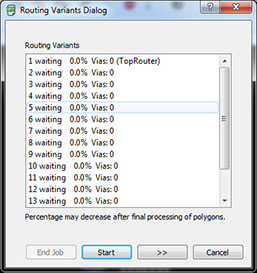 Routing Variants Dialog
Routing Variants
1 waiting 0.0% Vias: 0 (TopRouter)
2 waiting 0.0% Vias: 0
3 waiting 0.0% Vias: 0
4 waiting 0.0% Vias: 0
5 waiting 0.0% Vias: 0
6 waiting 0.0% Vias: 0
7 waiting 0.0% Vias: 0
8 waiting 0.0% Vias: 0
9 waiting 0.0% Vias: 0
10 waiting 0.0% Vias: 0
11 waiting 0.0% Vias: 0
12 waiting 0.0% Vias: 0
13 waiting 0.0% Vias: 0
Percentage may decrease after final processing of polygons.
End Job Start >> Cancel